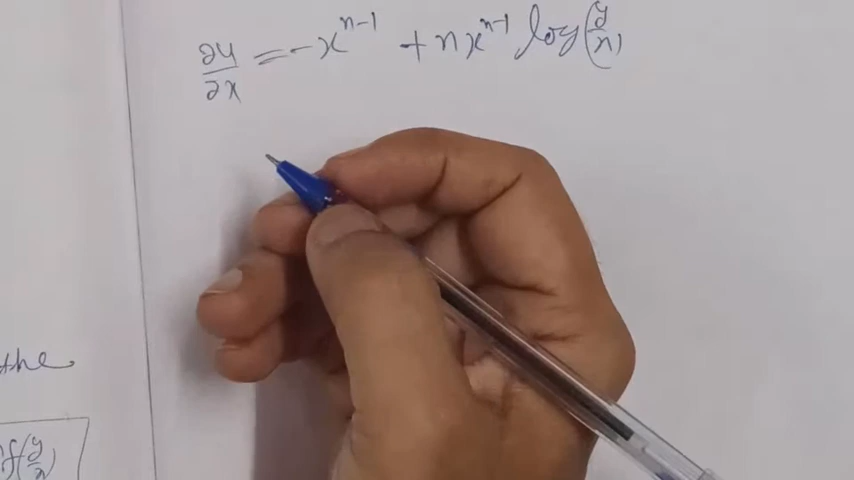 ∂u/∂x = -x^{n-1} + nx^{n-1} log(y/x)
the
f(y/x)